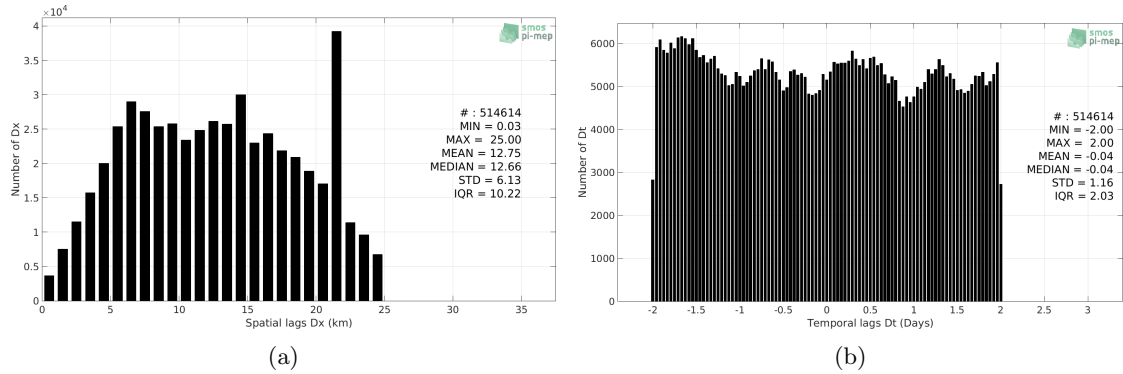 ×10⁴
4
3.5
3
2.5
2
1.5
1
0.5
0
Number of Dx
0 5 10 15 20 25 30 35
Spatial lags Dx (km)
smos
pi-mep
# : 514614
MIN = 0.03
MAX = 25.00
MEAN = 12.75
MEDIAN = 12.66
STD = 6.13
IQR = 10.22
(a)
6000
5000
4000
3000
2000
1000
0
Number of Dt
-2 -1.5 -1 -0.5 0 0.5 1 1.5 2 2.5 3
Temporal lags Dt (Days)
smos
pi-mep
# : 514614
MIN = -2.00
MAX = 2.00
MEAN = -0.04
MEDIAN = -0.04
STD = 1.16
IQR = 2.03
(b)